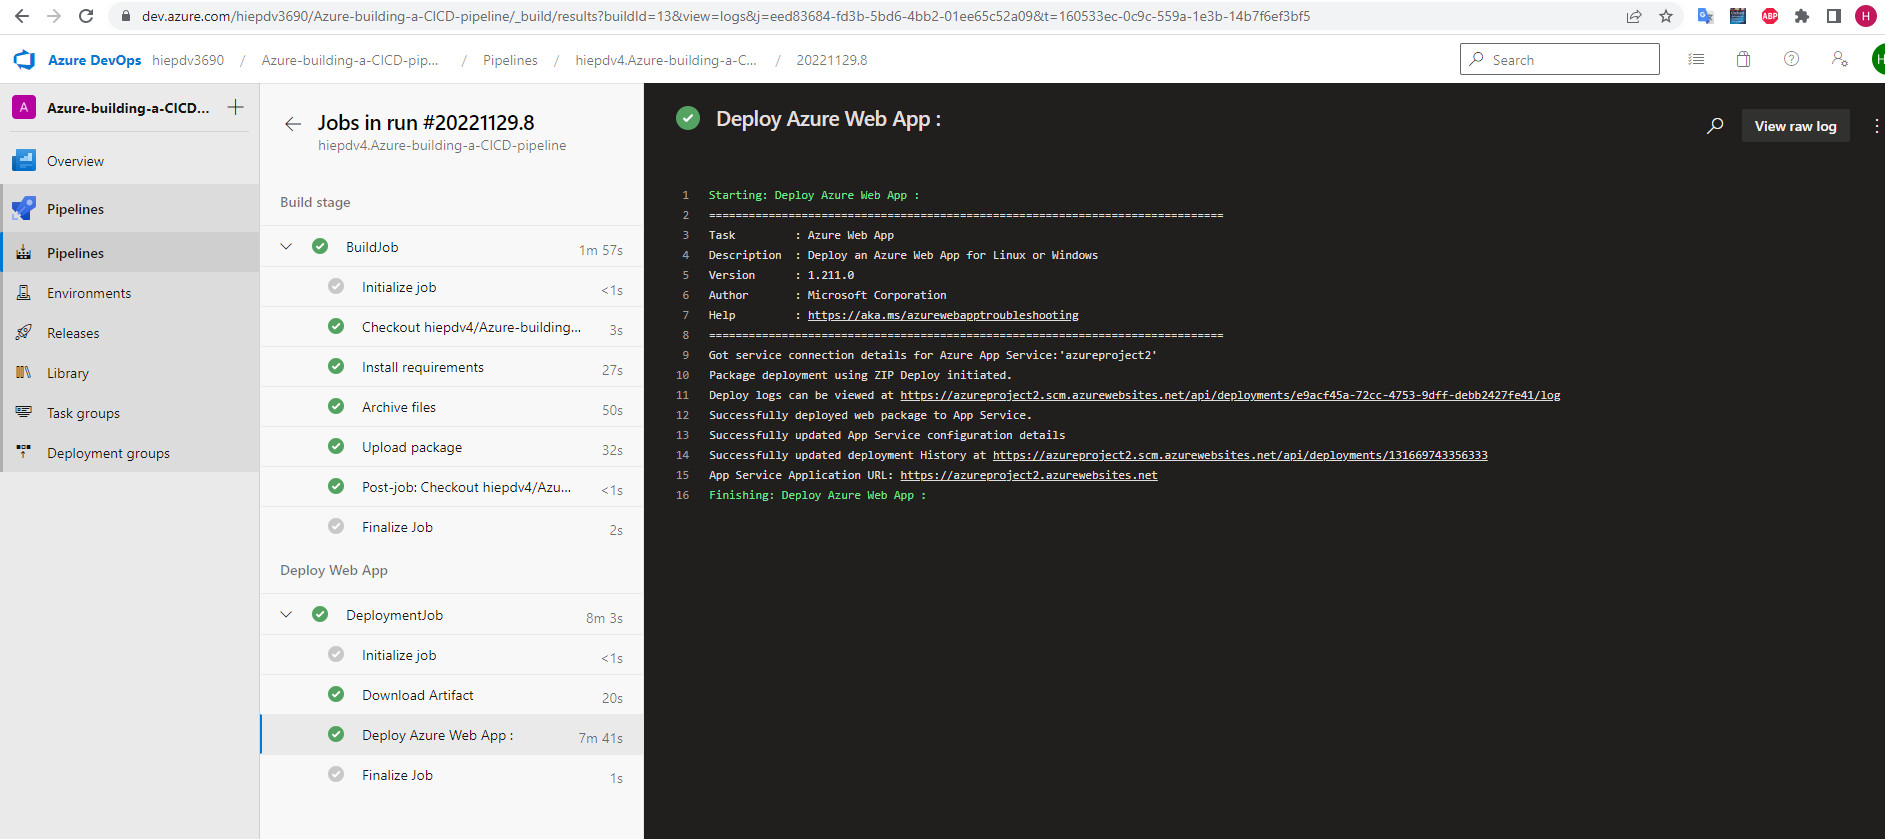 dev.azure.com/hiepdv3690/Azure-building-a-CICD-pipeline/_build/results?buildId=13&view=logs&j=eed83684-fd3b-5bd6-4bb2-01ee65c52a09&t=160533ec-0c9c-559a-1e3b-14b7f6ef3bf5
ABP
H
Azure DevOps hiepdv3690 / Azure-building-a-CICD-pip... / Pipelines / hiepdv4.Azure-building-a-C... / 20221129.8
Search
H
A Azure-building-a-CICD...
Overview
Pipelines
Pipelines
Environments
Releases
Library
Task groups
Deployment groups
Jobs in run #20221129.8
hiepdv4.Azure-building-a-CICD-pipeline
Build stage
BuildJob 1m 57s
Initialize job <1s
Checkout hiepdv4/Azure-building... 3s
Install requirements 27s
Archive files 50s
Upload package 32s
Post-job: Checkout hiepdv4/Azu... <1s
Finalize Job 2s
Deploy Web App
DeploymentJob 8m 3s
Initialize job <1s
Download Artifact 20s
Deploy Azure Web App : 7m 41s
Finalize Job 1s
Deploy Azure Web App :
View raw log
1 Starting: Deploy Azure Web App :
2 ==============================================================================
3 Task : Azure Web App
4 Description : Deploy an Azure Web App for Linux or Windows
5 Version : 1.211.0
6 Author : Microsoft Corporation
7 Help : https://aka.ms/azurewebapptroubleshooting
8 ==============================================================================
9 Got service connection details for Azure App Service:'azureproject2'
10 Package deployment using ZIP Deploy initiated.
11 Deploy logs can be viewed at https://azureproject2.scm.azurewebsites.net/api/deployments/e9acf45a-72cc-4753-9dff-debb2427fe41/log
12 Successfully deployed web package to App Service.
13 Successfully updated App Service configuration details
14 Successfully updated deployment History at https://azureproject2.scm.azurewebsites.net/api/deployments/131669743356333
15 App Service Application URL: https://azureproject2.azurewebsites.net
16 Finishing: Deploy Azure Web App :